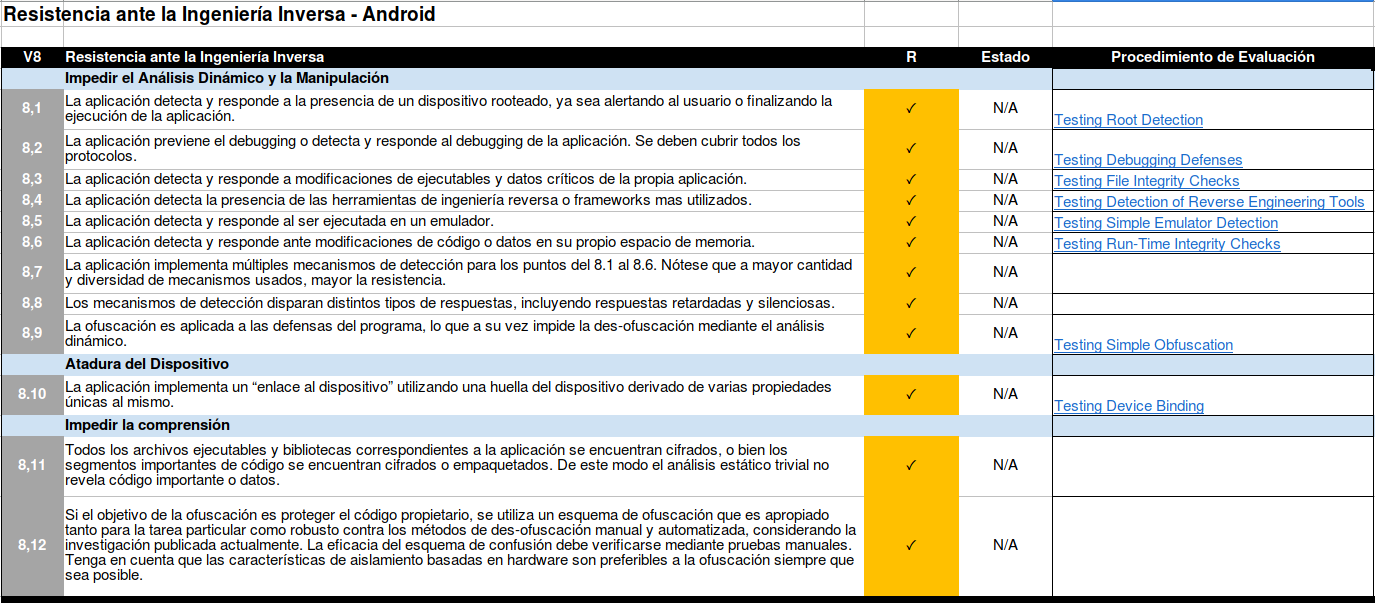 Resistencia ante la Ingeniería Inversa - Android
V8 Resistencia ante la Ingeniería Inversa R Estado Procedimiento de Evaluación
Impedir el Análisis Dinámico y la Manipulación
8,1 La aplicación detecta y responde a la presencia de un dispositivo rooteado, ya sea alertando al usuario o finalizando la
ejecución de la aplicación. ✓ N/A Testing Root Detection
8,2 La aplicación previene el debugging o detecta y responde al debugging de la aplicación. Se deben cubrir todos los
protocolos. ✓ N/A Testing Debugging Defenses
8,3 La aplicación detecta y responde a modificaciones de ejecutables y datos críticos de la propia aplicación. ✓ N/A Testing File Integrity Checks
8,4 La aplicación detecta la presencia de las herramientas de ingeniería reversa o frameworks mas utilizados. ✓ N/A Testing Detection of Reverse Engineering Tools
8,5 La aplicación detecta y responde al ser ejecutada en un emulador. ✓ N/A Testing Simple Emulator Detection
8,6 La aplicación detecta y responde ante modificaciones de código o datos en su propio espacio de memoria. ✓ N/A Testing Run-Time Integrity Checks
8,7 La aplicación implementa múltiples mecanismos de detección para los puntos del 8.1 al 8.6. Nótese que a mayor cantidad
y diversidad de mecanismos usados, mayor la resistencia. ✓ N/A
8,8 Los mecanismos de detección disparan distintos tipos de respuestas, incluyendo respuestas retardadas y silenciosas. ✓ N/A
8,9 La ofuscación es aplicada a las defensas del programa, lo que a su vez impide la des-ofuscación mediante el análisis
dinámico. ✓ N/A Testing Simple Obfuscation
Atadura del Dispositivo
8.10 La aplicación implementa un “enlace al dispositivo” utilizando una huella del dispositivo derivado de varias propiedades
únicas al mismo. ✓ N/A Testing Device Binding
Impedir la comprensión
8,11 Todos los archivos ejecutables y bibliotecas correspondientes a la aplicación se encuentran cifrados, o bien los
segmentos importantes de código se encuentran cifrados o empaquetados. De este modo el análisis estático trivial no
revela código importante o datos. ✓ N/A
8,12 Si el objetivo de la ofuscación es proteger el código propietario, se utiliza un esquema de ofuscación que es apropiado
tanto para la tarea particular como robusto contra los métodos de des-ofuscación manual y automatizada, considerando la
investigación publicada actualmente. La eficacia del esquema de confusión debe verificarse mediante pruebas manuales.
Tenga en cuenta que las características de aislamiento basadas en hardware son preferibles a la ofuscación siempre que
sea posible. ✓ N/A